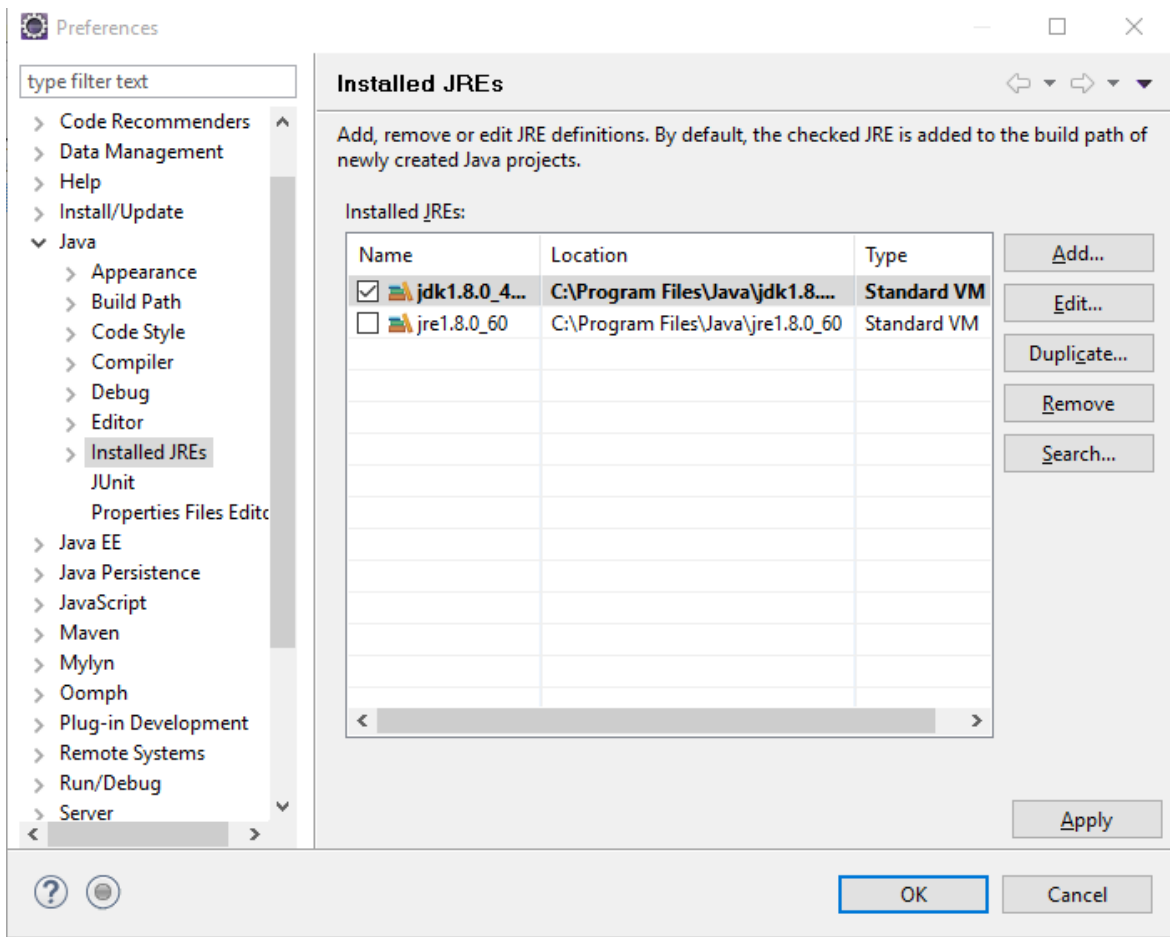 Preferences
type filter text
Code Recommenders
Data Management
Help
Install/Update
Java
Appearance
Build Path
Code Style
Compiler
Debug
Editor
Installed JREs
JUnit
Properties Files Editc
Java EE
Java Persistence
JavaScript
Maven
Mylyn
Oomph
Plug-in Development
Remote Systems
Run/Debug
Server
Installed JREs
Add, remove or edit JRE definitions. By default, the checked JRE is added to the build path of
newly created Java projects.
Installed JREs:
Name Location Type
jdk1.8.0_4... C:\Program Files\Java\jdk1.8.... Standard VM
jre1.8.0_60 C:\Program Files\Java\jre1.8.0_60 Standard VM
Add...
Edit...
Duplicate...
Remove
Search...
Apply
OK
Cancel